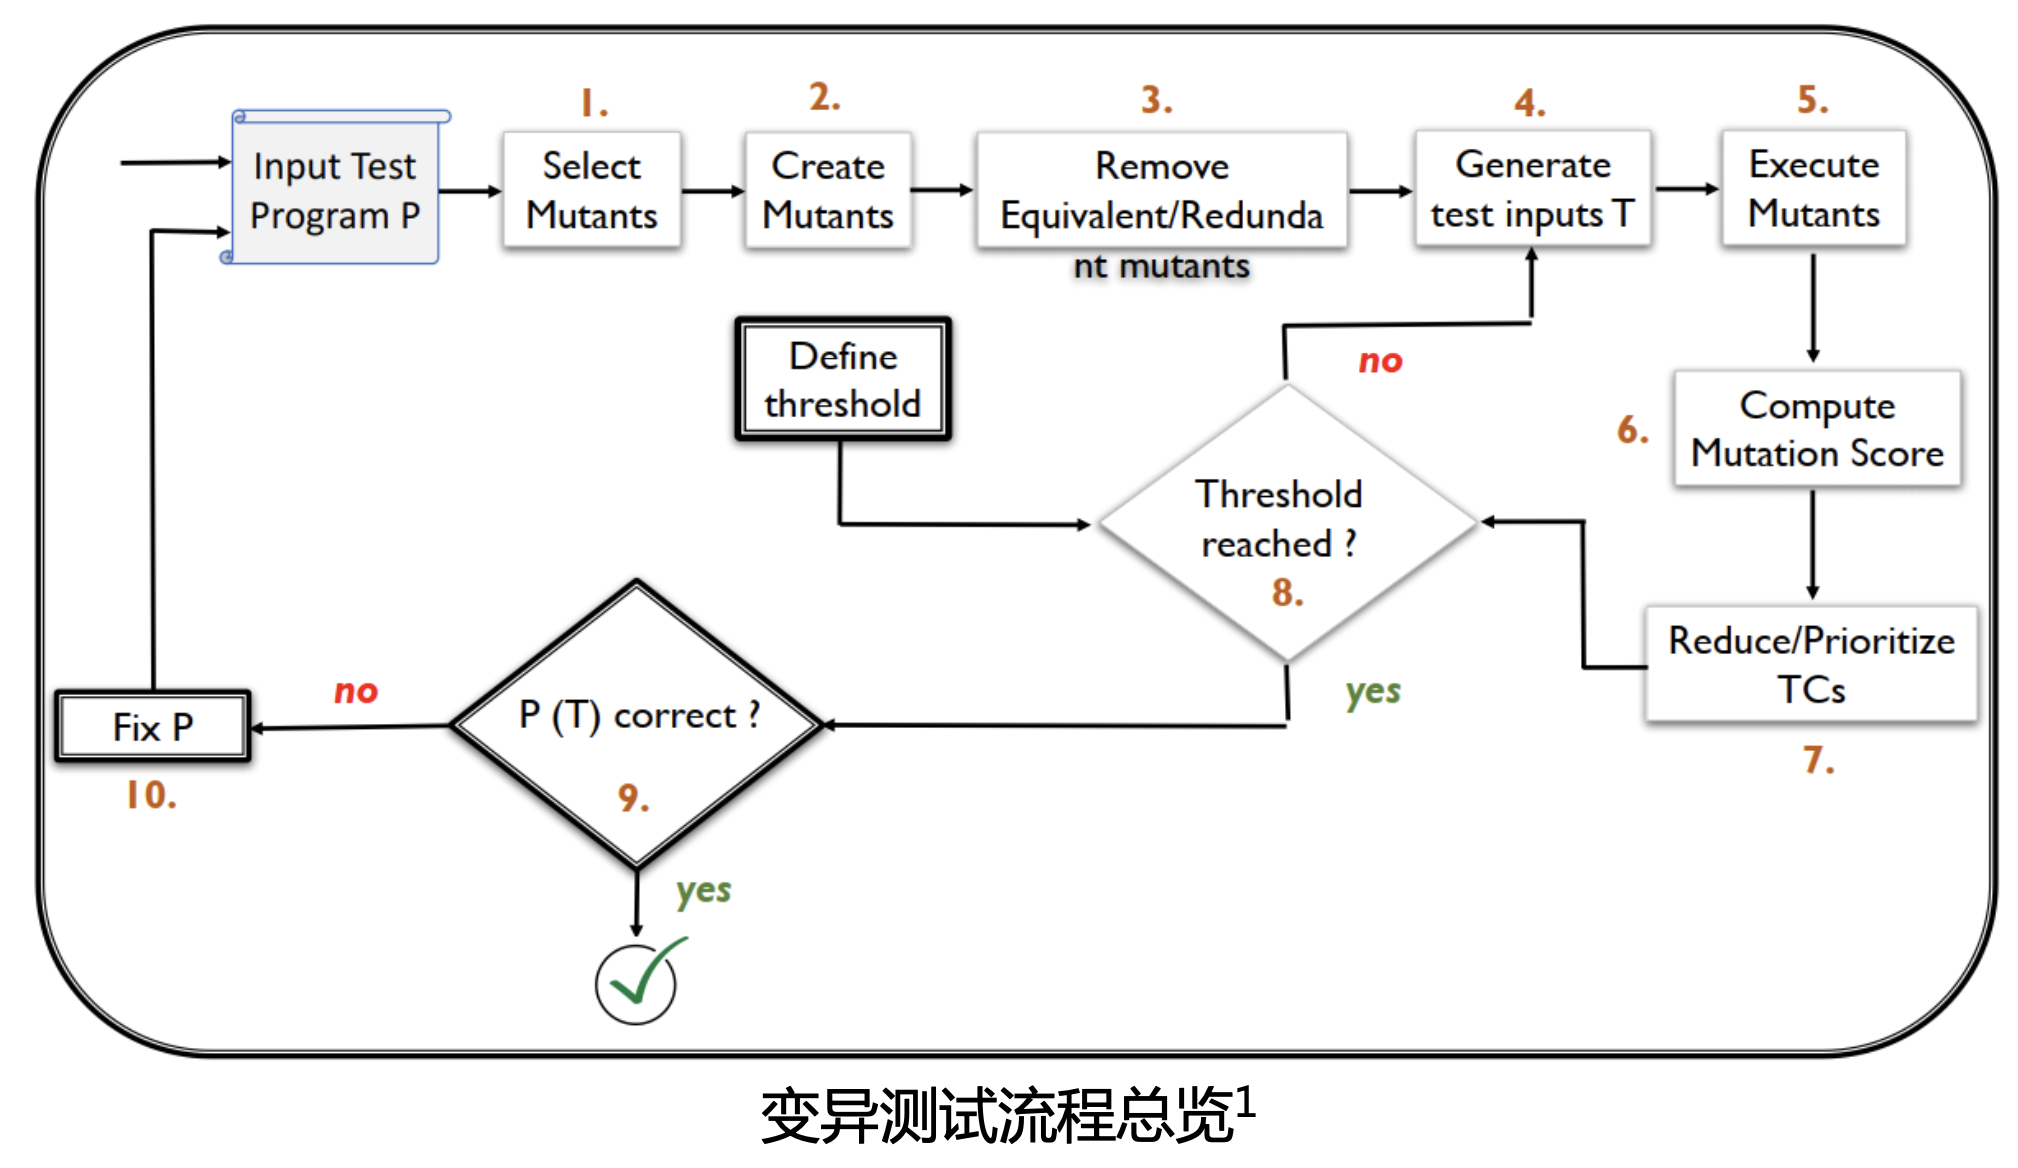 1.
2.
3.
4.
5.
Input Test
Program P
Select
Mutants
Create
Mutants
Remove
Equivalent/Redunda
nt mutants
Generate
test inputs T
Execute
Mutants
Define
threshold
no
Compute
Mutation Score
6.
Threshold
reached ?
8.
Reduce/Prioritize
TCs
7.
yes
P (T) correct ?
9.
no
Fix P
10.
yes
变异测试流程总览1